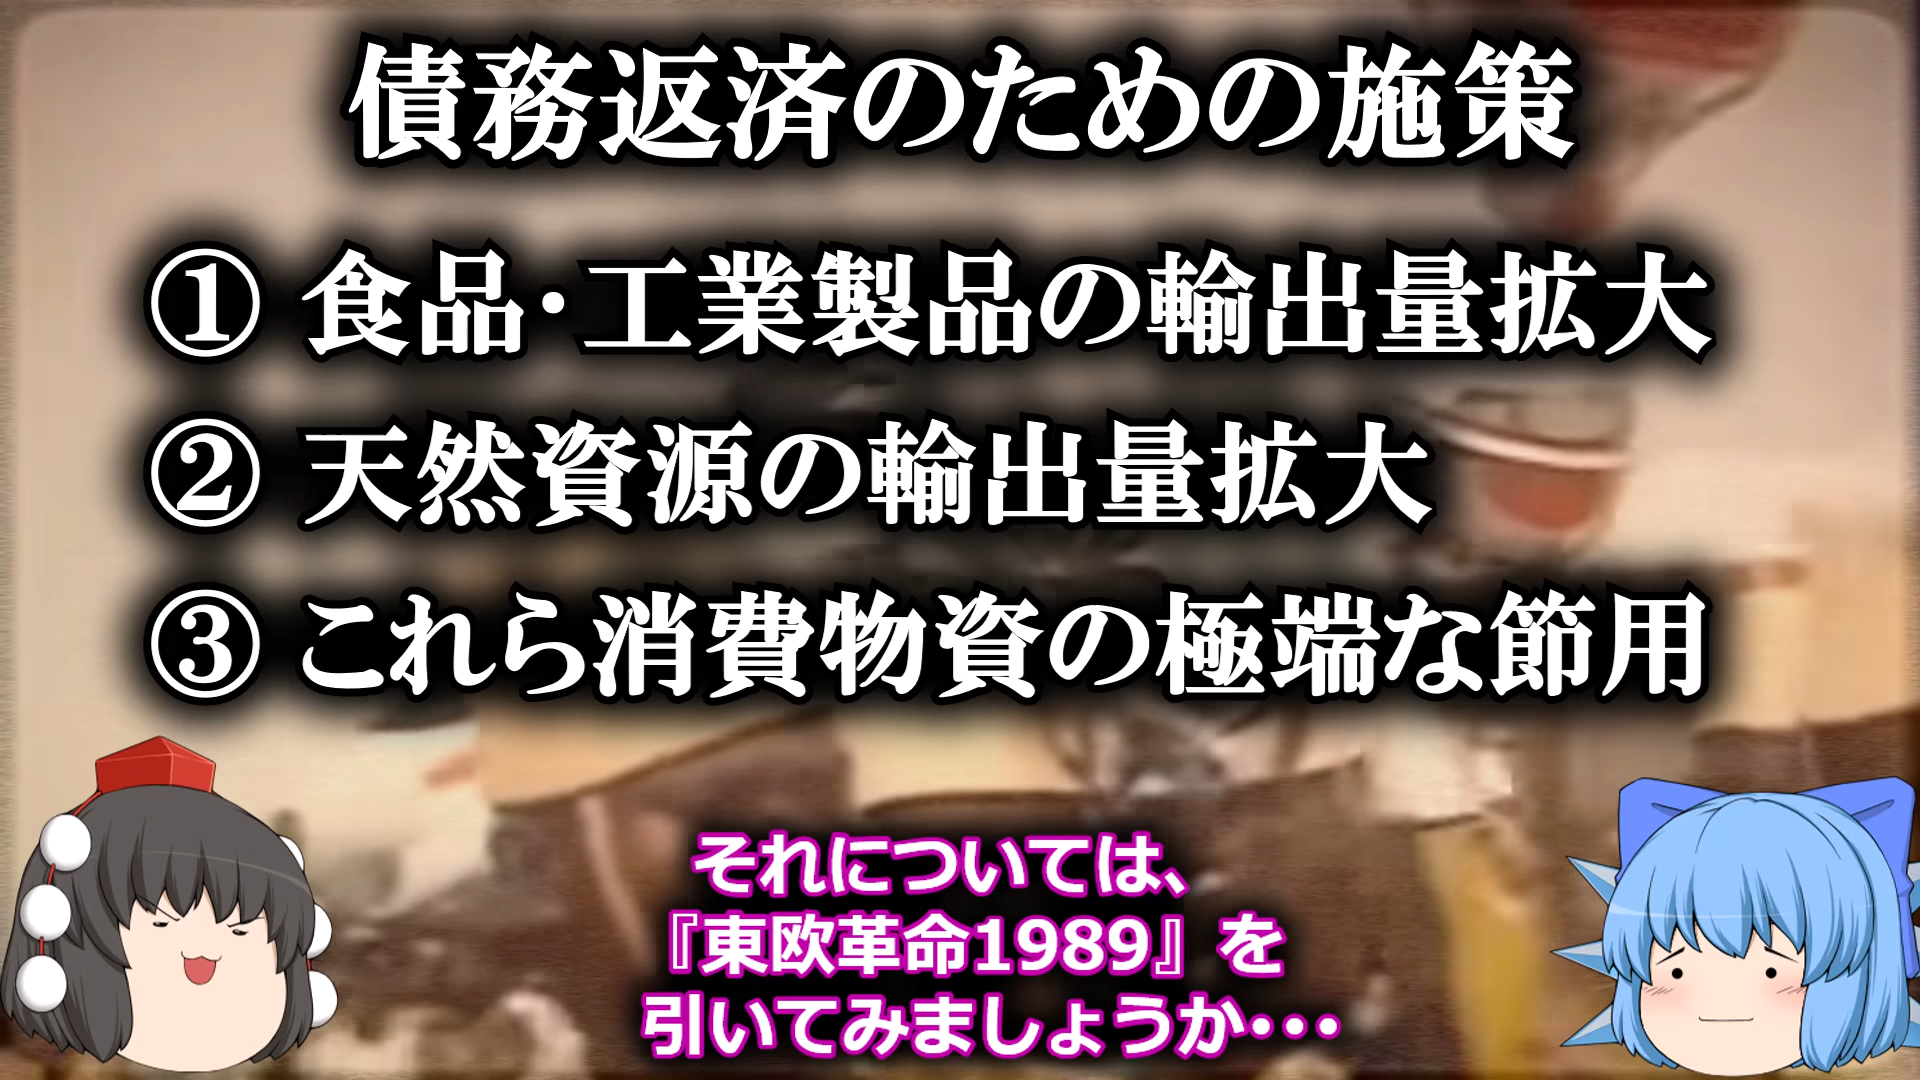 債務返済のための施策
① 食品・工業製品の輸出量拡大
② 天然資源の輸出量拡大
③ これら消費物資の極端な節用
それについては、
『東欧革命1989』を
引いてみましょうか・・・